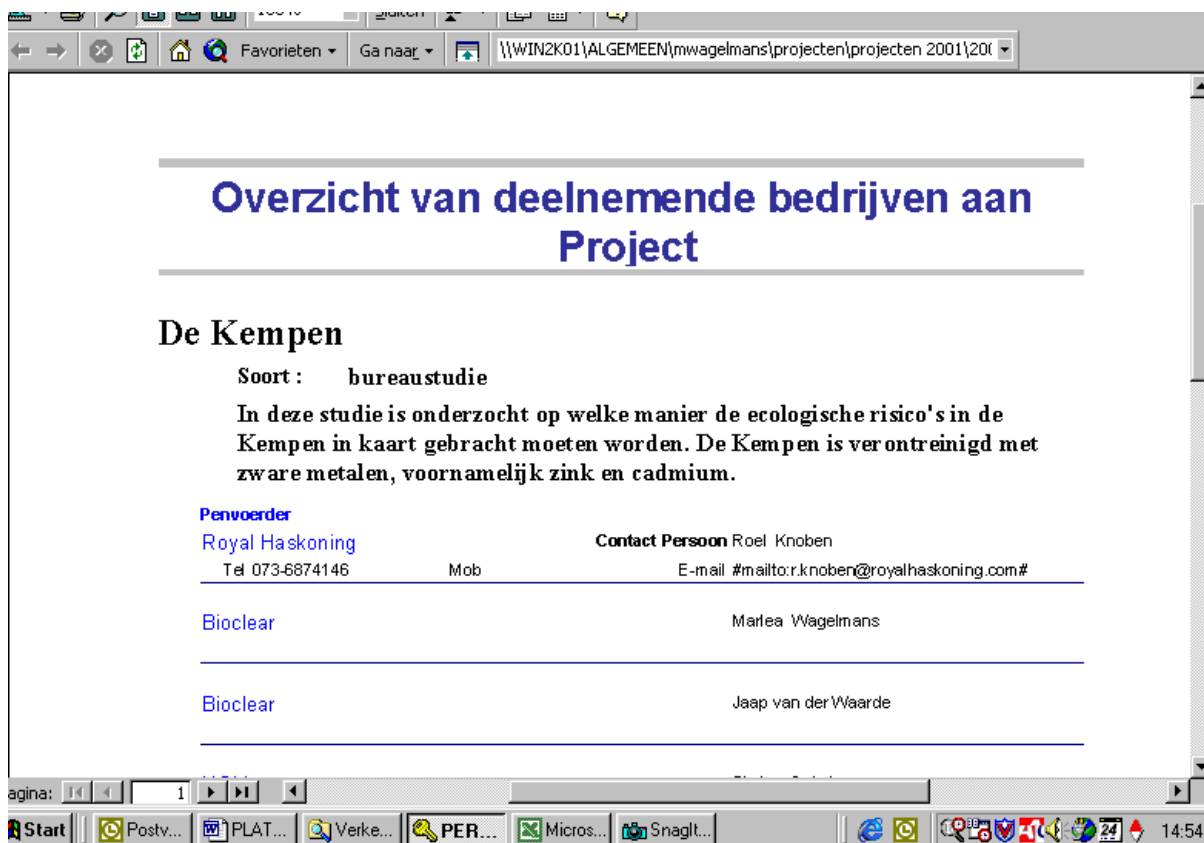 Sluiten
Favorieten
Ga naar
\\WIN2K01\ALGEMEEN\mwagelmans\projecten\projecten 2001\20(
Overzicht van deelnemende bedrijven aan
Project
De Kempen
Soort : bureaustudie
In deze studie is onderzocht op welke manier de ecologische risico's in de
Kempen in kaart gebracht moeten worden. De Kempen is verontreinigd met
zware metalen, voornamelijk zink en cadmium.
Penvoerder
Royal Haskoning Contact Persoon Roel Knoben
Tel 073-6874146 Mob E-mail #mailto:r.knoben@royalhaskoning.com#
Bioclear Marlea Wagelmans
Bioclear Jaap van der Waarde
agina: 1
Start Postv... PLAT... Verke... PER... Micros... SnagIt... 24 14:54